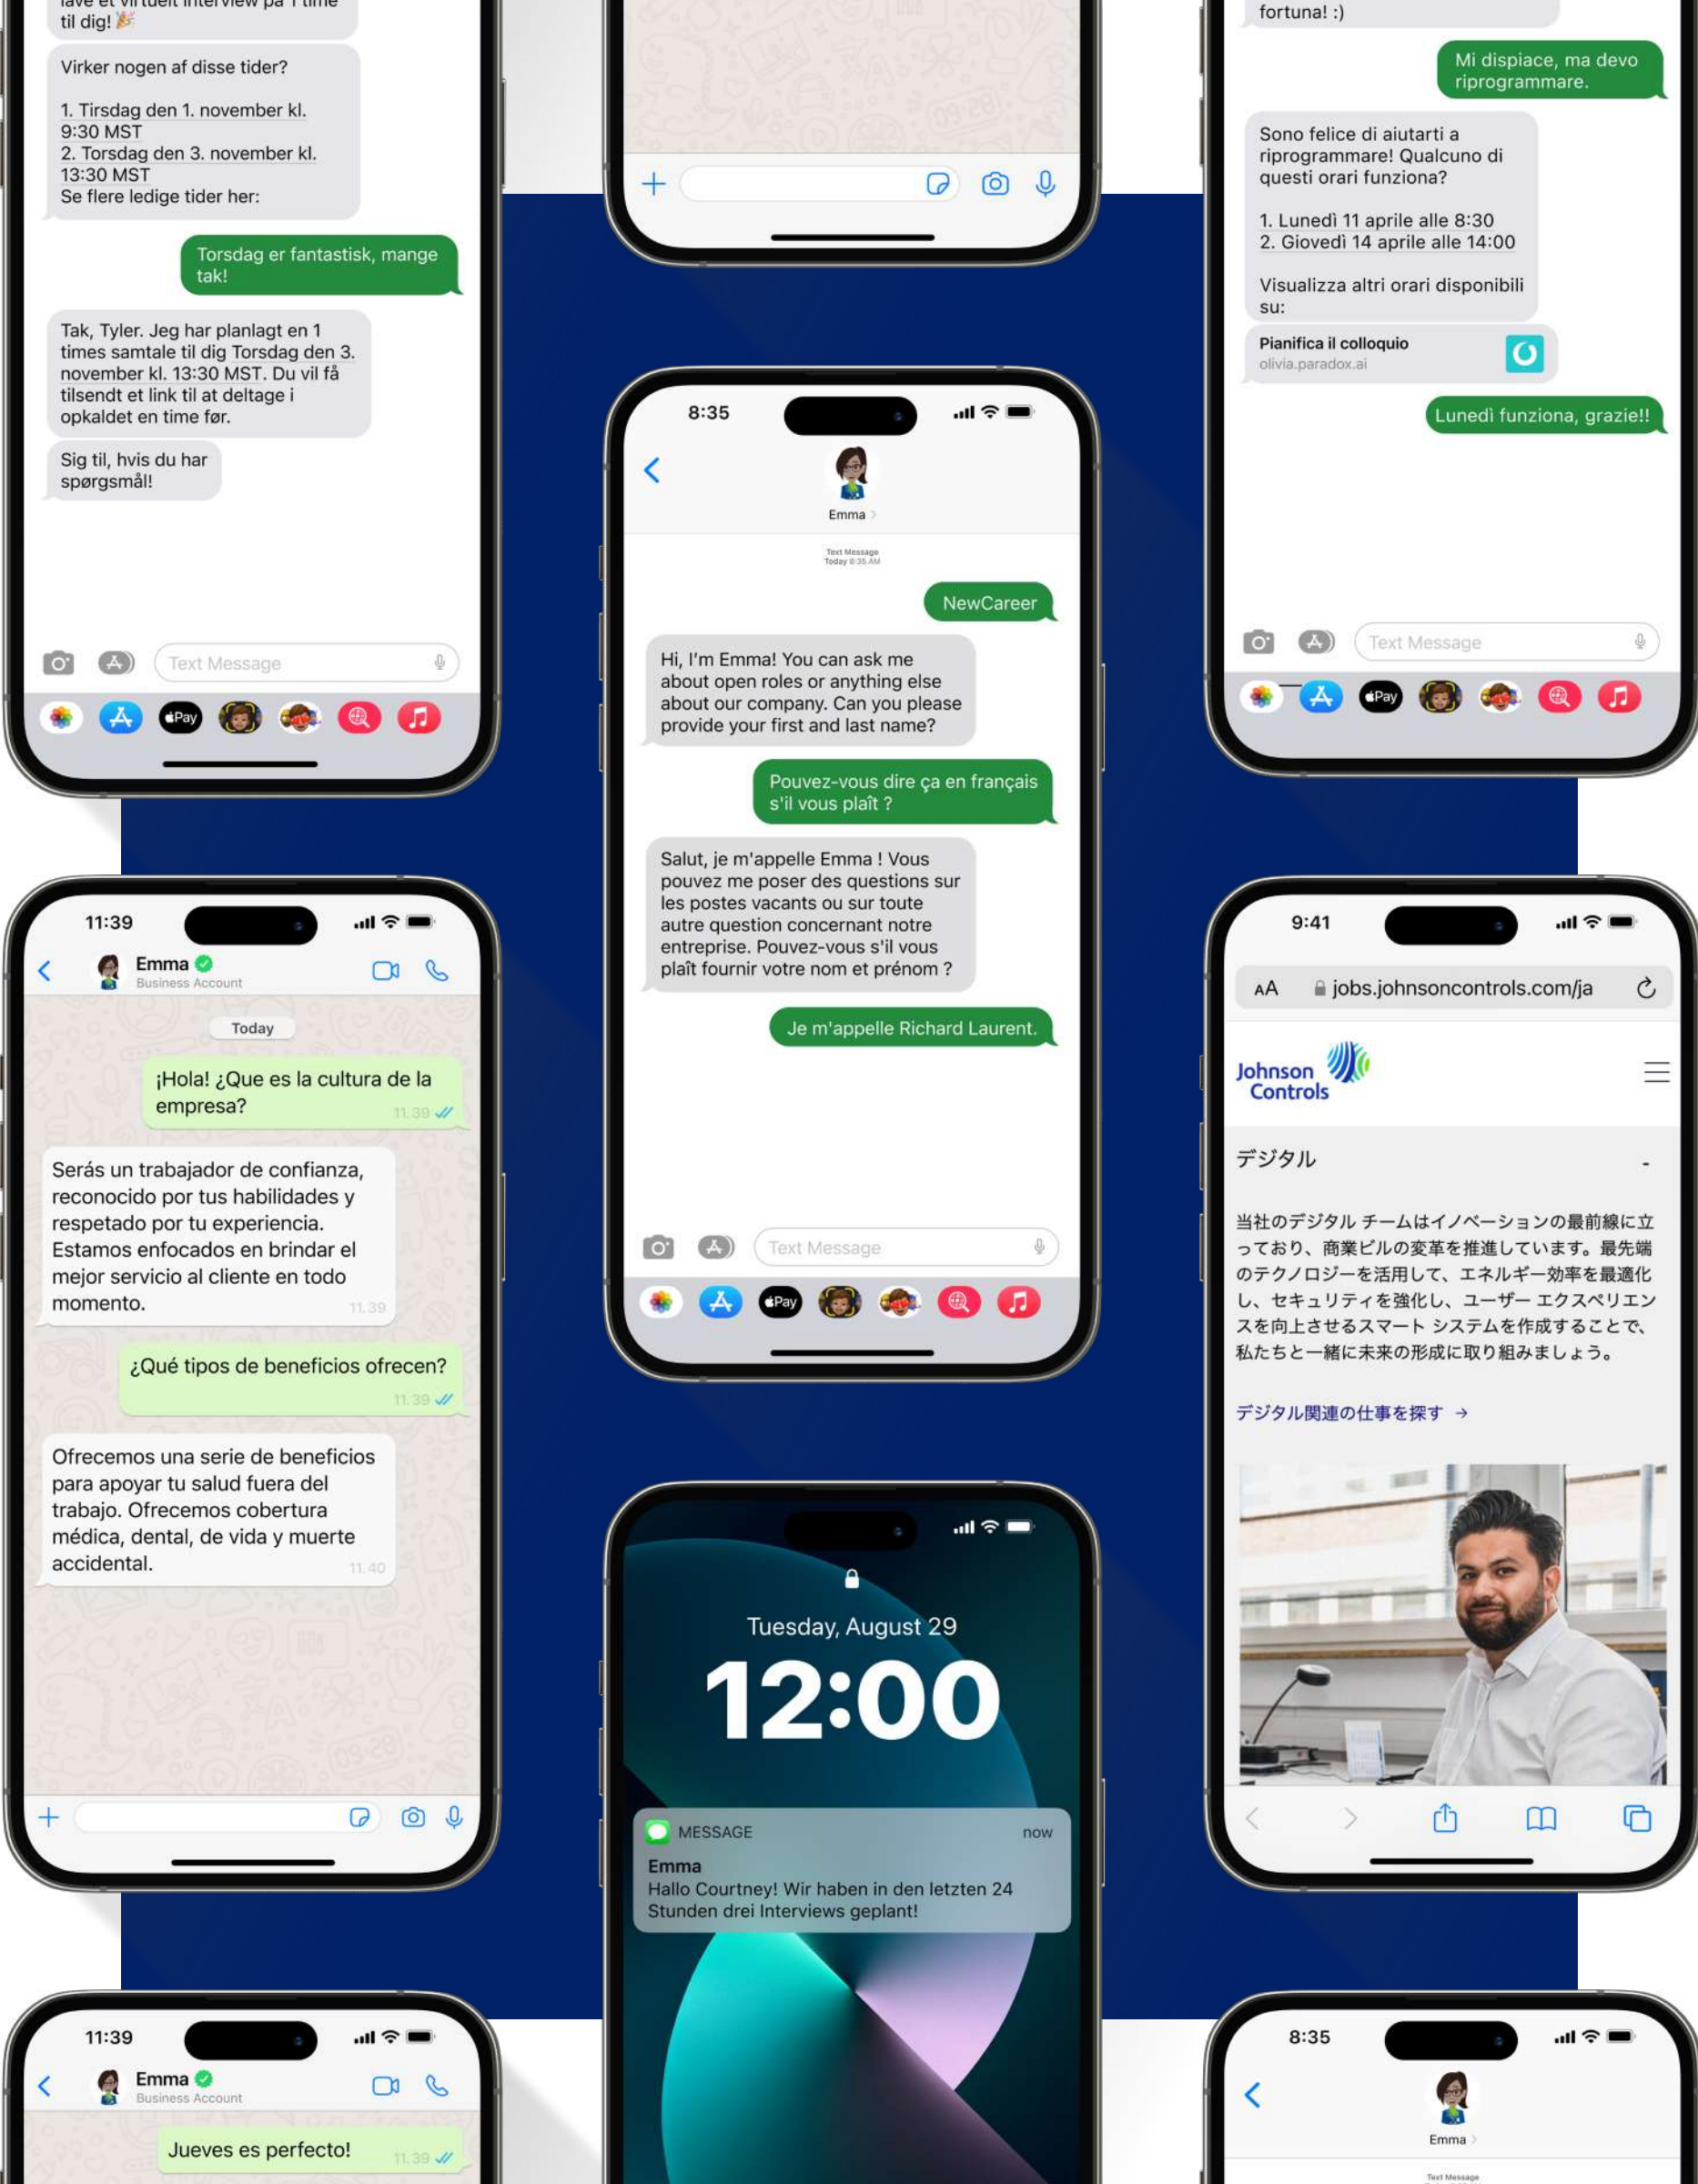 lave et virtuelt interview på 1 time
til dig! 🎉
Virker nogen af disse tider?
1. Tirsdag den 1. november kl.
9:30 MST
2. Torsdag den 3. november kl.
13:30 MST
Se flere ledige tider her:
Torsdag er fantastisk, mange
tak!
Tak, Tyler. Jeg har planlagt en 1
times samtale til dig Torsdag den 3.
november kl. 13:30 MST. Du vil få
tilsendt et link til at deltage i
opkaldet en time før.
Sig til, hvis du har
spørgsmål!
Text Message
Pay
11:39
Emma
Business Account
Today
¡Hola! ¿Que es la cultura de la
empresa?
11.39
Serás un trabajador de confianza,
reconocido por tus habilidades y
respetado por tu experiencia.
Estamos enfocados en brindar el
mejor servicio al cliente en todo
momento.
11.39
¿Qué tipos de beneficios ofrecen?
11.39
Ofrecemos una serie de beneficios
para apoyar tu salud fuera del
trabajo. Ofrecemos cobertura
médica, dental, de vida y muerte
accidental.
11.40
11:39
Emma
Business Account
Jueves es perfecto!
11.39
8:35
Emma
Text Message
Today 8:35 AM
NewCareer
Hi, I'm Emma! You can ask me
about open roles or anything else
about our company. Can you please
provide your first and last name?
Pouvez-vous dire ça en français
s'il vous plaît ?
Salut, je m'appelle Emma ! Vous
pouvez me poser des questions sur
les postes vacants ou sur toute
autre question concernant notre
entreprise. Pouvez-vous s'il vous
plaît fournir votre nom et prénom ?
Je m'appelle Richard Laurent.
Text Message
Pay
Tuesday, August 29
12:00
MESSAGE
now
Emma
Hallo Courtney! Wir haben in den letzten 24
Stunden drei Interviews geplant!
fortuna! :)
Mi dispiace, ma devo
riprogrammare.
Sono felice di aiutarti a
riprogrammare! Qualcuno di
questi orari funziona?
1. Lunedì 11 aprile alle 8:30
2. Giovedì 14 aprile alle 14:00
Visualizza altri orari disponibili
su:
Pianifica il colloquio
olivia.paradox.ai
Lunedì funziona, grazie!!
Text Message
Pay
9:41
AA jobs.johnsoncontrols.com/ja
Johnson
Controls
デジタル -
当社のデジタル チームはイノベーションの最前線に立
っており、商業ビルの変革を推進しています。最先端
のテクノロジーを活用して、エネルギー効率を最適化
し、セキュリティを強化し、ユーザー エクスペリエン
スを向上させるスマート システムを作成することで、
私たちと一緒に未来の形成に取り組みましょう。
デジタル関連の仕事を探す →
8:35
Emma
Text Message